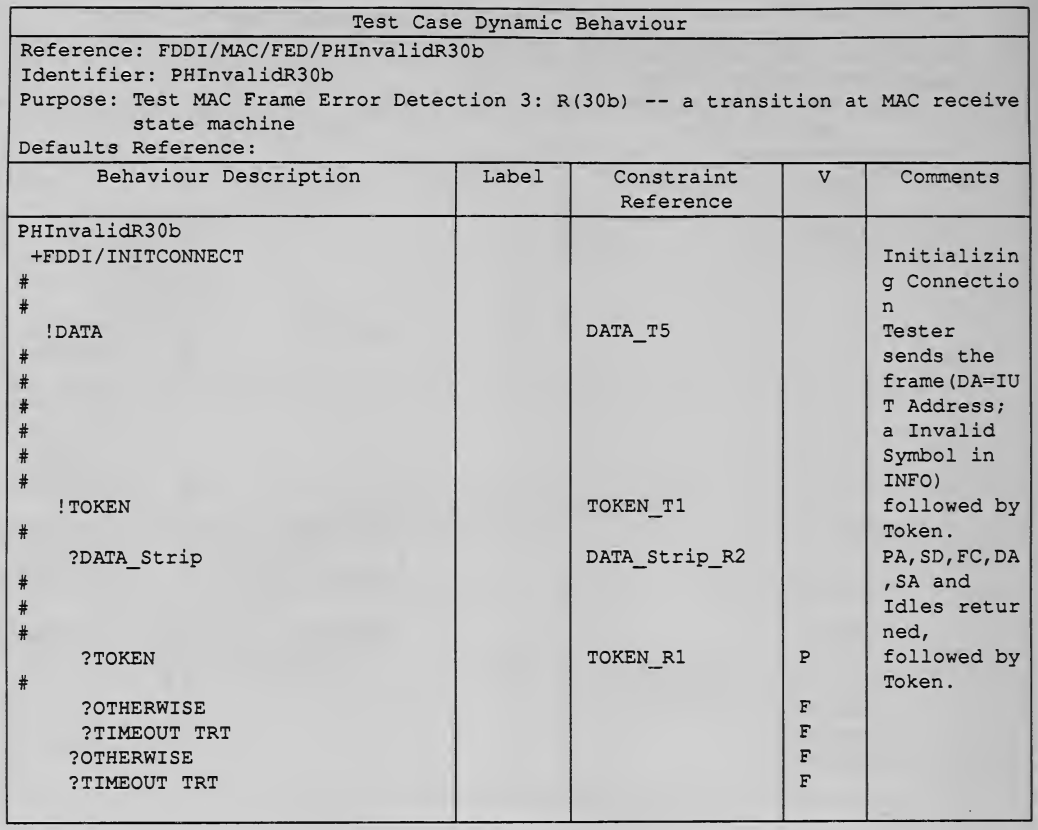 Test Case Dynamic Behaviour
Reference: FDDI/MAC/FED/PHInvalidR30b
Identifier: PHInvalidR30b
Purpose: Test MAC Frame Error Detection 3: R(30b) -- a transition at MAC receive
state machine
Defaults Reference:
Behaviour Description Label Constraint V Comments
Reference
PHInvalidR30b
+FDDI/INITCONNECT Initializin
# g Connectio
# n
!DATA DATA_T5 Tester
# sends the
# frame(DA=IU
# T Address;
# a Invalid
# Symbol in
# INFO)
!TOKEN TOKEN_T1 followed by
# Token.
?DATA_Strip DATA_Strip_R2 PA,SD,FC,DA
# ,SA and
# Idles retur
# ned,
?TOKEN TOKEN_R1 P followed by
# Token.
?OTHERWISE F
?TIMEOUT TRT F
?OTHERWISE F
?TIMEOUT TRT F